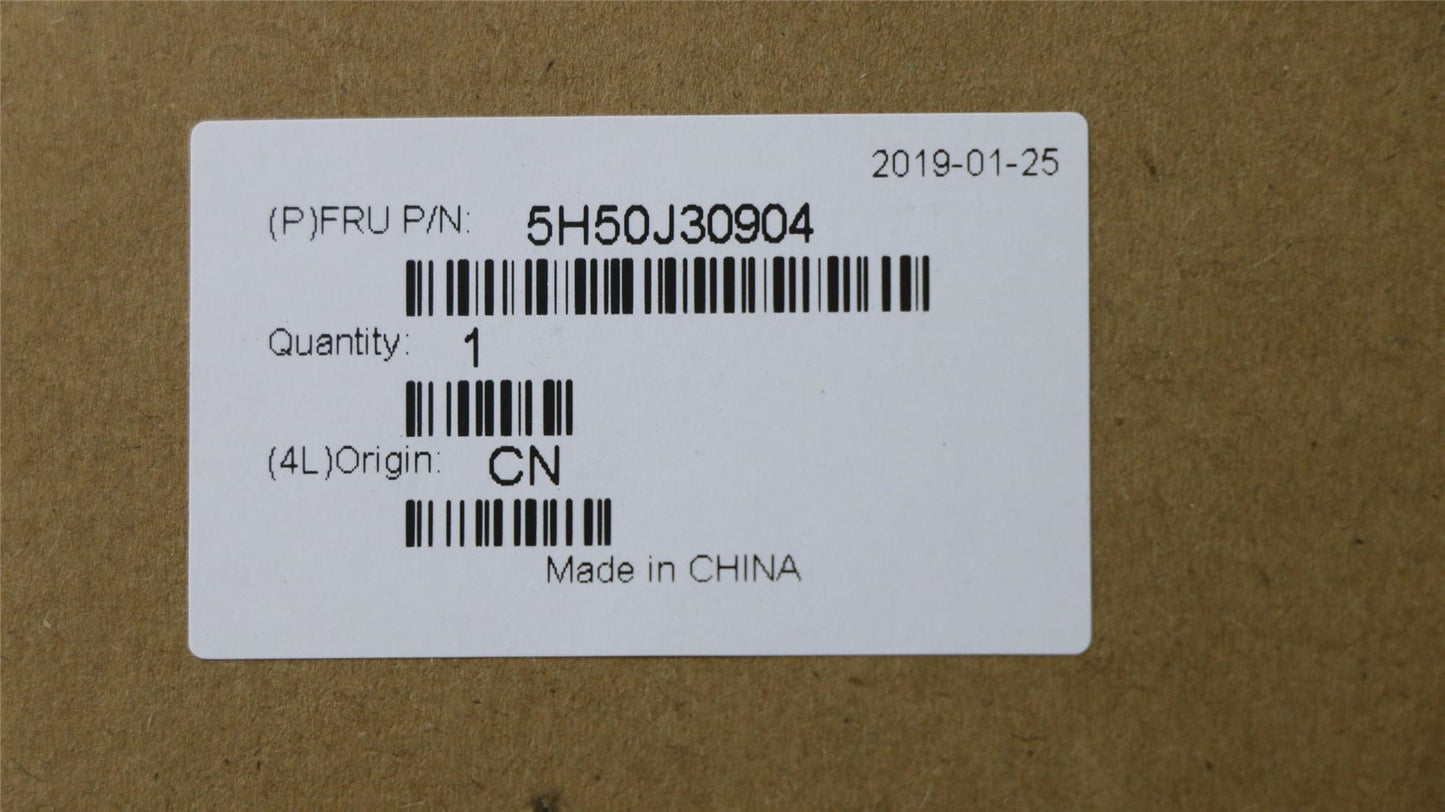 2019-01-25
(P)FRU P/N: 5H50J30904
Quantity: 1
(4L)Origin: CN
Made in CHINA